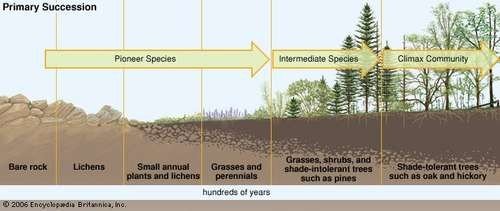 Primary Succession
Pioneer Species
Intermediate Species
Climax Community
Bare rock
Lichens
Small annual
plants and lichens
Grasses and
perennials
Grasses, shrubs, and
shade-intolerant trees
such as pines
Shade-tolerant trees
such as oak and hickory
hundreds of years
© 2006 Encyclopædia Britannica, Inc.